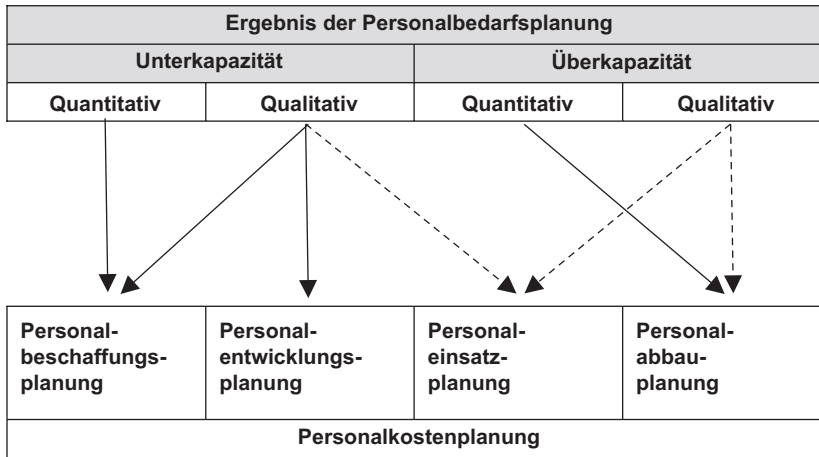 Ergebnis der Personalbedarfsplanung
Unterkapazität Überkapazität
Quantitativ Qualitativ Quantitativ Qualitativ
Personal-
beschaffungs-
planung
Personal-
entwicklungs-
planung
Personal-
einsatz-
planung
Personal-
abbau-
planung
Personalkostenplanung